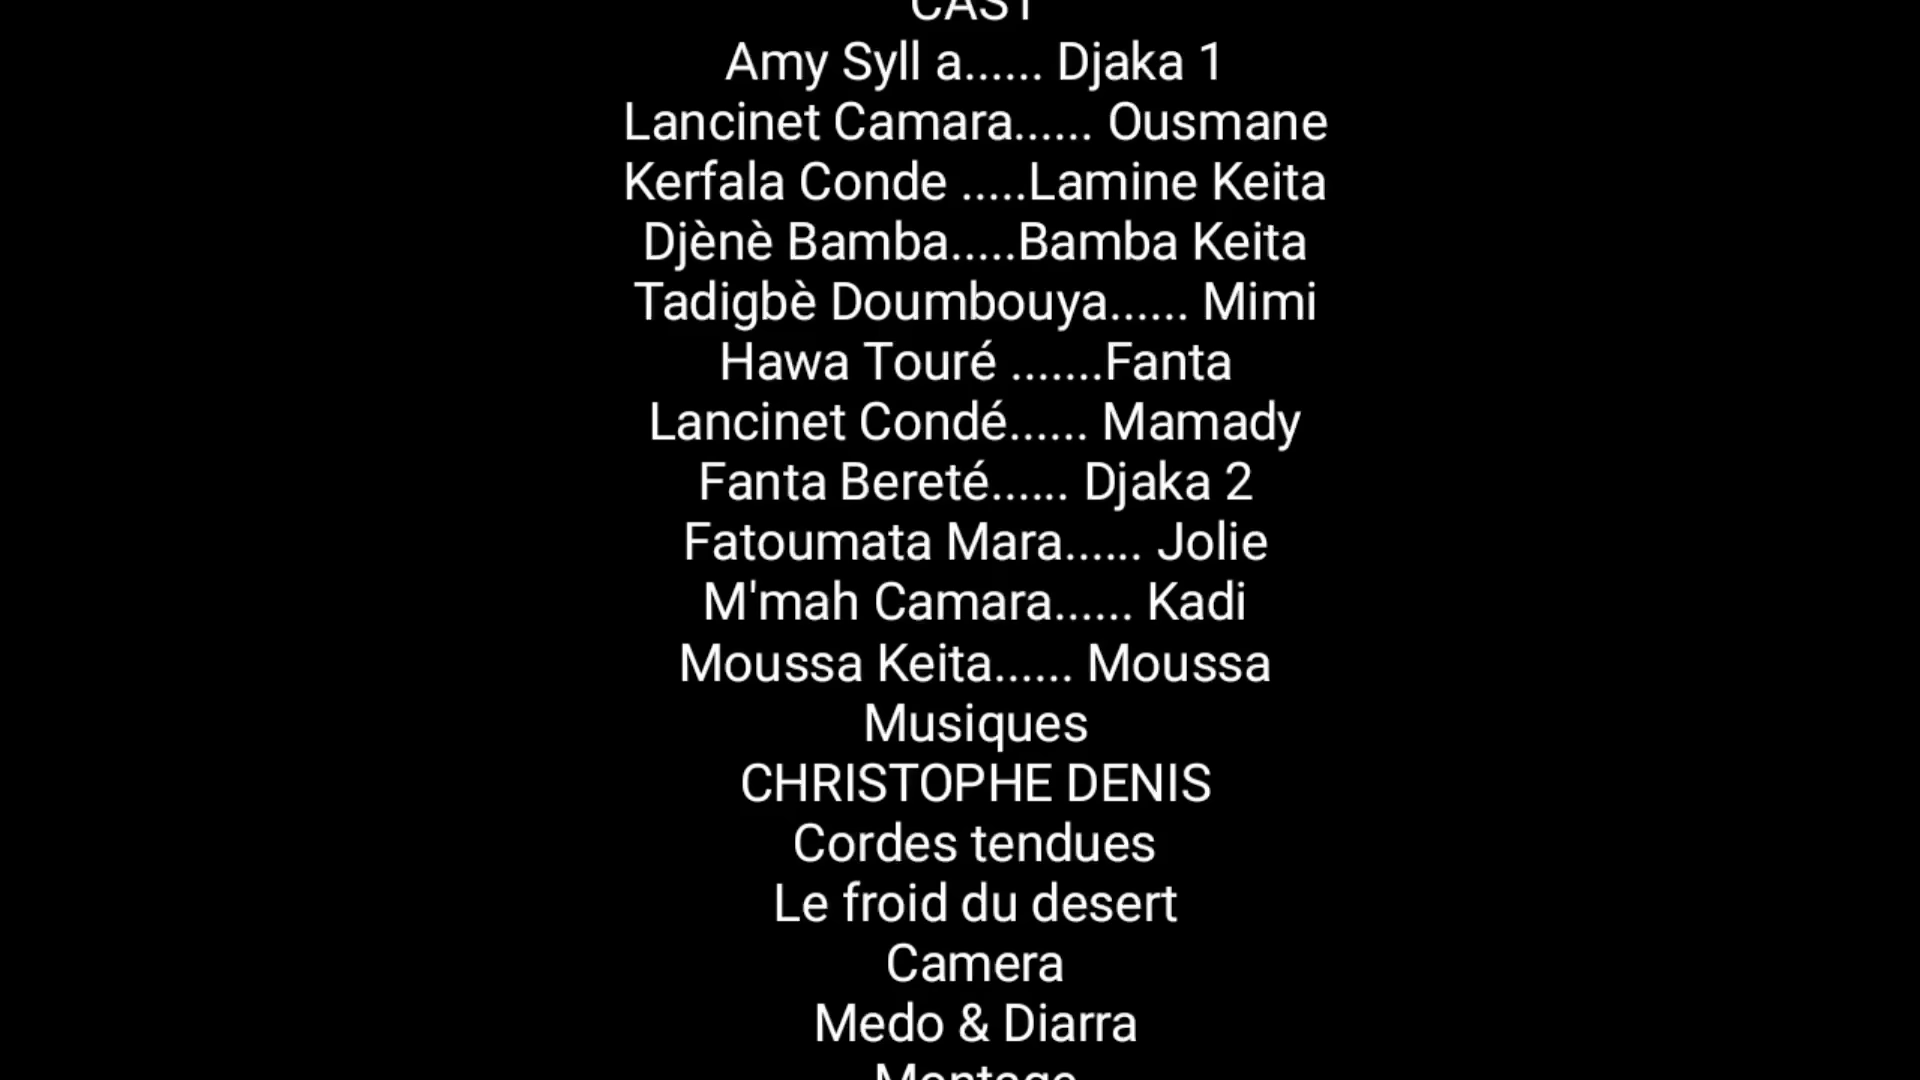 CAST
Amy Syll a...... Djaka 1
Lancinet Camara...... Ousmane
Kerfala Conde .....Lamine Keita
Djènè Bamba.....Bamba Keita
Tadigbè Doumbouya...... Mimi
Hawa Touré .......Fanta
Lancinet Condé...... Mamady
Fanta Bereté...... Djaka 2
Fatoumata Mara...... Jolie
M'mah Camara...... Kadi
Moussa Keita...... Moussa
Musiques
CHRISTOPHE DENIS
Cordes tendues
Le froid du desert
Camera
Medo & Diarra
Montage